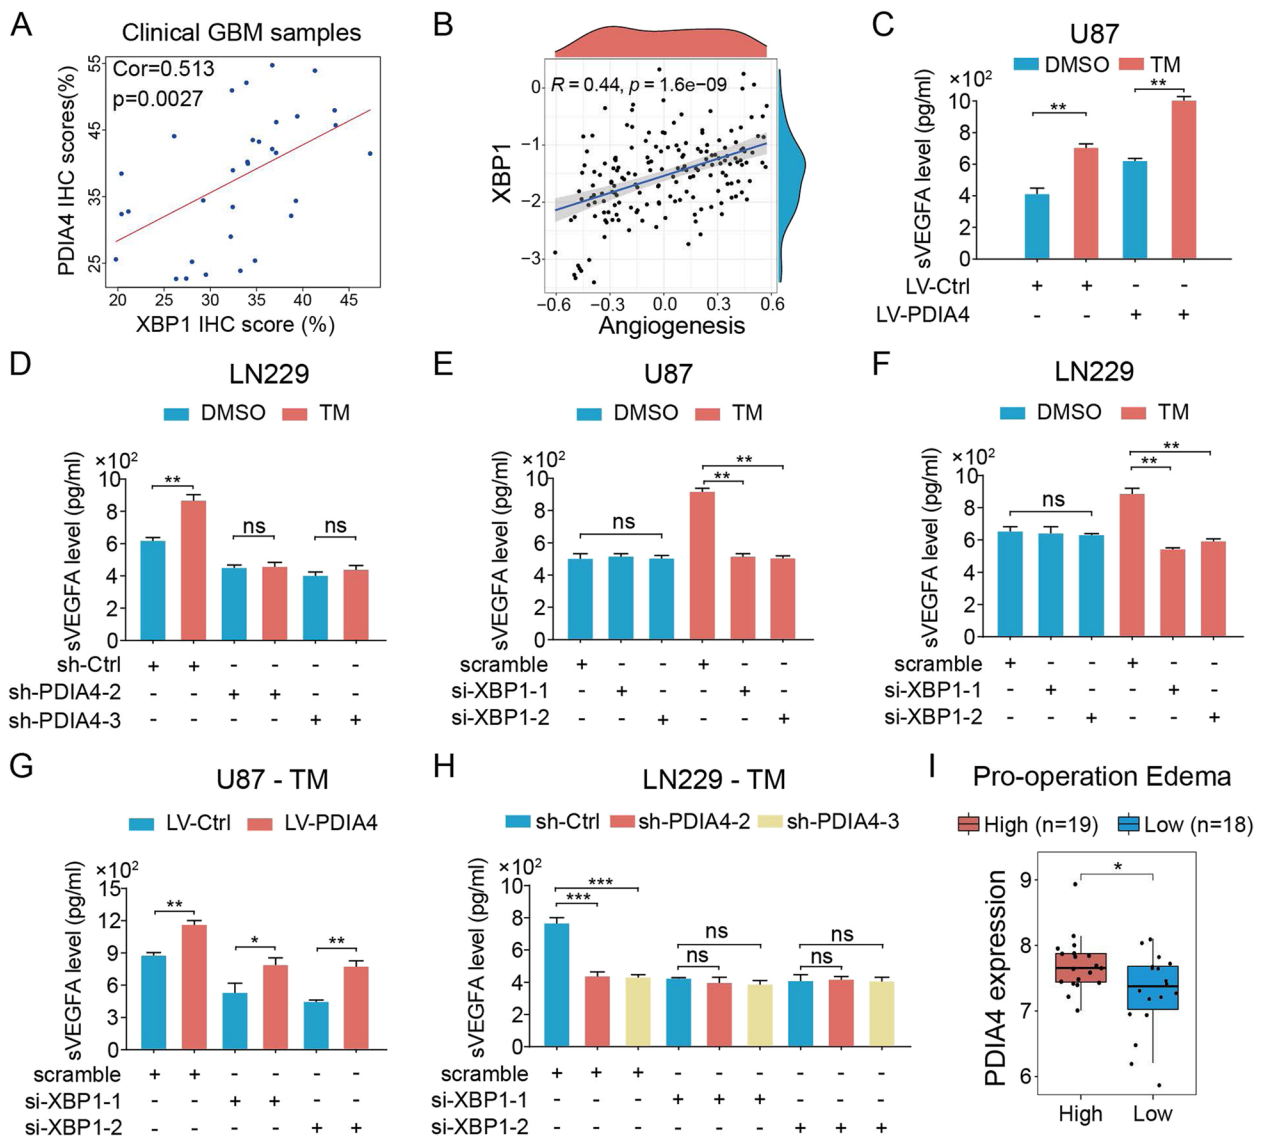 A
Clinical GBM samples
Cor=0.513
p=0.0027
PDIA4 IHC scores(%)
55
45
35
25
20 25 30 35 40 45
XBP1 IHC score (%)
B
R = 0.44, p = 1.6e−09
XBP1
0
−1
−2
−3
−0.6 −0.3 0.0 0.3 0.6
Angiogenesis
C
U87
DMSO TM
×10²
sVEGFA level (pg/ml)
10
8
6
4
2
0
** **
LV-Ctrl + + - -
LV-PDIA4 - - + +
D
LN229
DMSO TM
×10²
sVEGFA level (pg/ml)
10
8
6
4
2
0
** ns ns
sh-Ctrl + + - - - -
sh-PDIA4-2 - - + + - -
sh-PDIA4-3 - - - - + +
E
U87
DMSO TM
×10²
sVEGFA level (pg/ml)
10
8
6
4
2
0
ns ** **
scramble + - - + - -
si-XBP1-1 - + - - + -
si-XBP1-2 - - + - - +
F
LN229
DMSO TM
×10²
sVEGFA level (pg/ml)
10
8
6
4
2
0
ns ** **
scramble + - - + - -
si-XBP1-1 - + - - + -
si-XBP1-2 - - + - - +
G
U87 - TM
LV-Ctrl LV-PDIA4
×10²
sVEGFA level (pg/ml)
15
12
9
6
3
0
** * **
scramble + + - - - -
si-XBP1-1 - - + + - -
si-XBP1-2 - - - - + +
H
LN229 - TM
sh-Ctrl sh-PDIA4-2 sh-PDIA4-3
×10²
sVEGFA level (pg/ml)
10
8
6
4
2
0
***
***
ns ns
ns ns
scramble + + + - - - - - -
si-XBP1-1 - - - + + + - - -
si-XBP1-2 - - - - - - + + +
I
Pro-operation Edema
High (n=19) Low (n=18)
PDIA4 expression
9
8
7
6
*
High Low